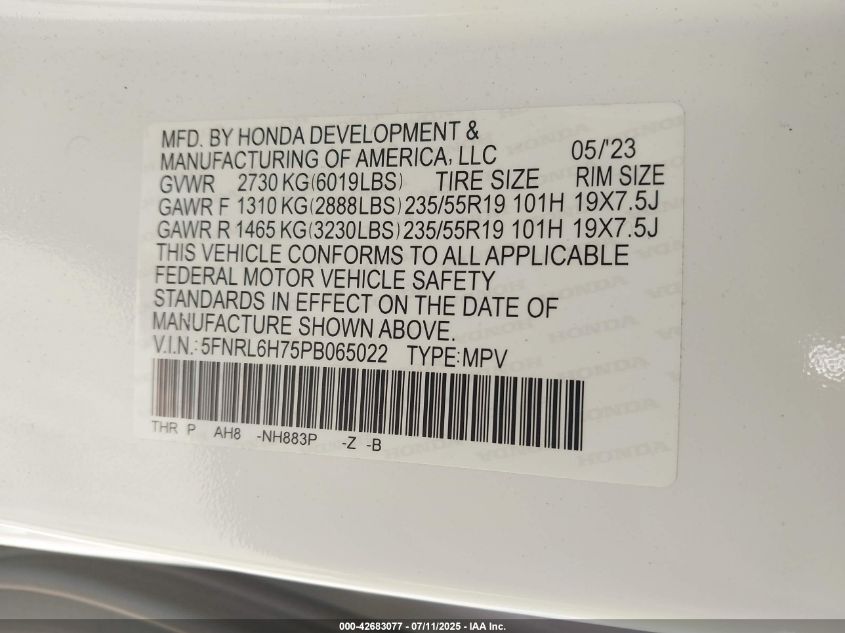 MFD. BY HONDA DEVELOPMENT &
MANUFACTURING OF AMERICA, LLC 05/'23
GVWR 2730 KG(6019LBS) TIRE SIZE RIM SIZE
GAWR F 1310 KG(2888LBS) 235/55R19 101H 19X7.5J
GAWR R 1465 KG(3230LBS) 235/55R19 101H 19X7.5J
THIS VEHICLE CONFORMS TO ALL APPLICABLE
FEDERAL MOTOR VEHICLE SAFETY
STANDARDS IN EFFECT ON THE DATE OF
MANUFACTURE SHOWN ABOVE.
V.I.N.: 5FNRL6H75PB065022 TYPE: MPV
THR P AH8 -NH883P -Z -B
000-42683077 - 07/11/2025 - IAA Inc.